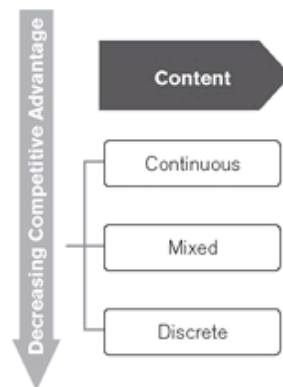 Decreasing Competitive Advantage
Content
Continuous
Mixed
Discrete